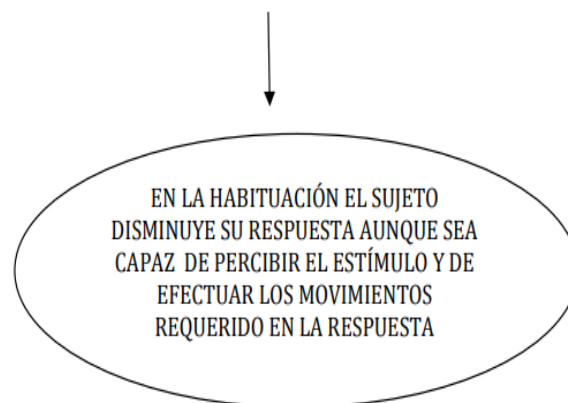 EN LA HABITUACIÓN EL SUJETO
DISMINUYE SU RESPUESTA AUNQUE SEA
CAPAZ DE PERCIBIR EL ESTÍMULO Y DE
EFECTUAR LOS MOVIMIENTOS
REQUERIDO EN LA RESPUESTA